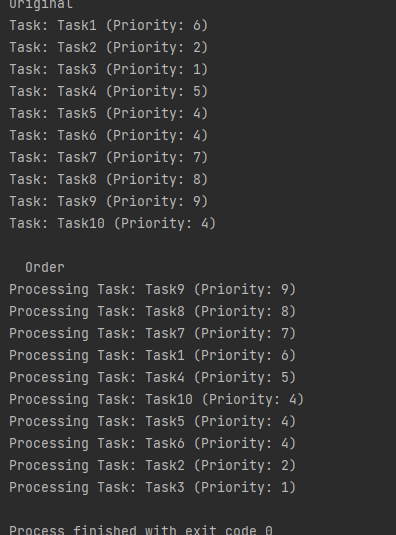 Original
Task: Task1 (Priority: 6)
Task: Task2 (Priority: 2)
Task: Task3 (Priority: 1)
Task: Task4 (Priority: 5)
Task: Task5 (Priority: 4)
Task: Task6 (Priority: 4)
Task: Task7 (Priority: 7)
Task: Task8 (Priority: 8)
Task: Task9 (Priority: 9)
Task: Task10 (Priority: 4)
Order
Processing Task: Task9 (Priority: 9)
Processing Task: Task8 (Priority: 8)
Processing Task: Task7 (Priority: 7)
Processing Task: Task1 (Priority: 6)
Processing Task: Task4 (Priority: 5)
Processing Task: Task10 (Priority: 4)
Processing Task: Task5 (Priority: 4)
Processing Task: Task6 (Priority: 4)
Processing Task: Task2 (Priority: 2)
Processing Task: Task3 (Priority: 1)
Process finished with exit code 0